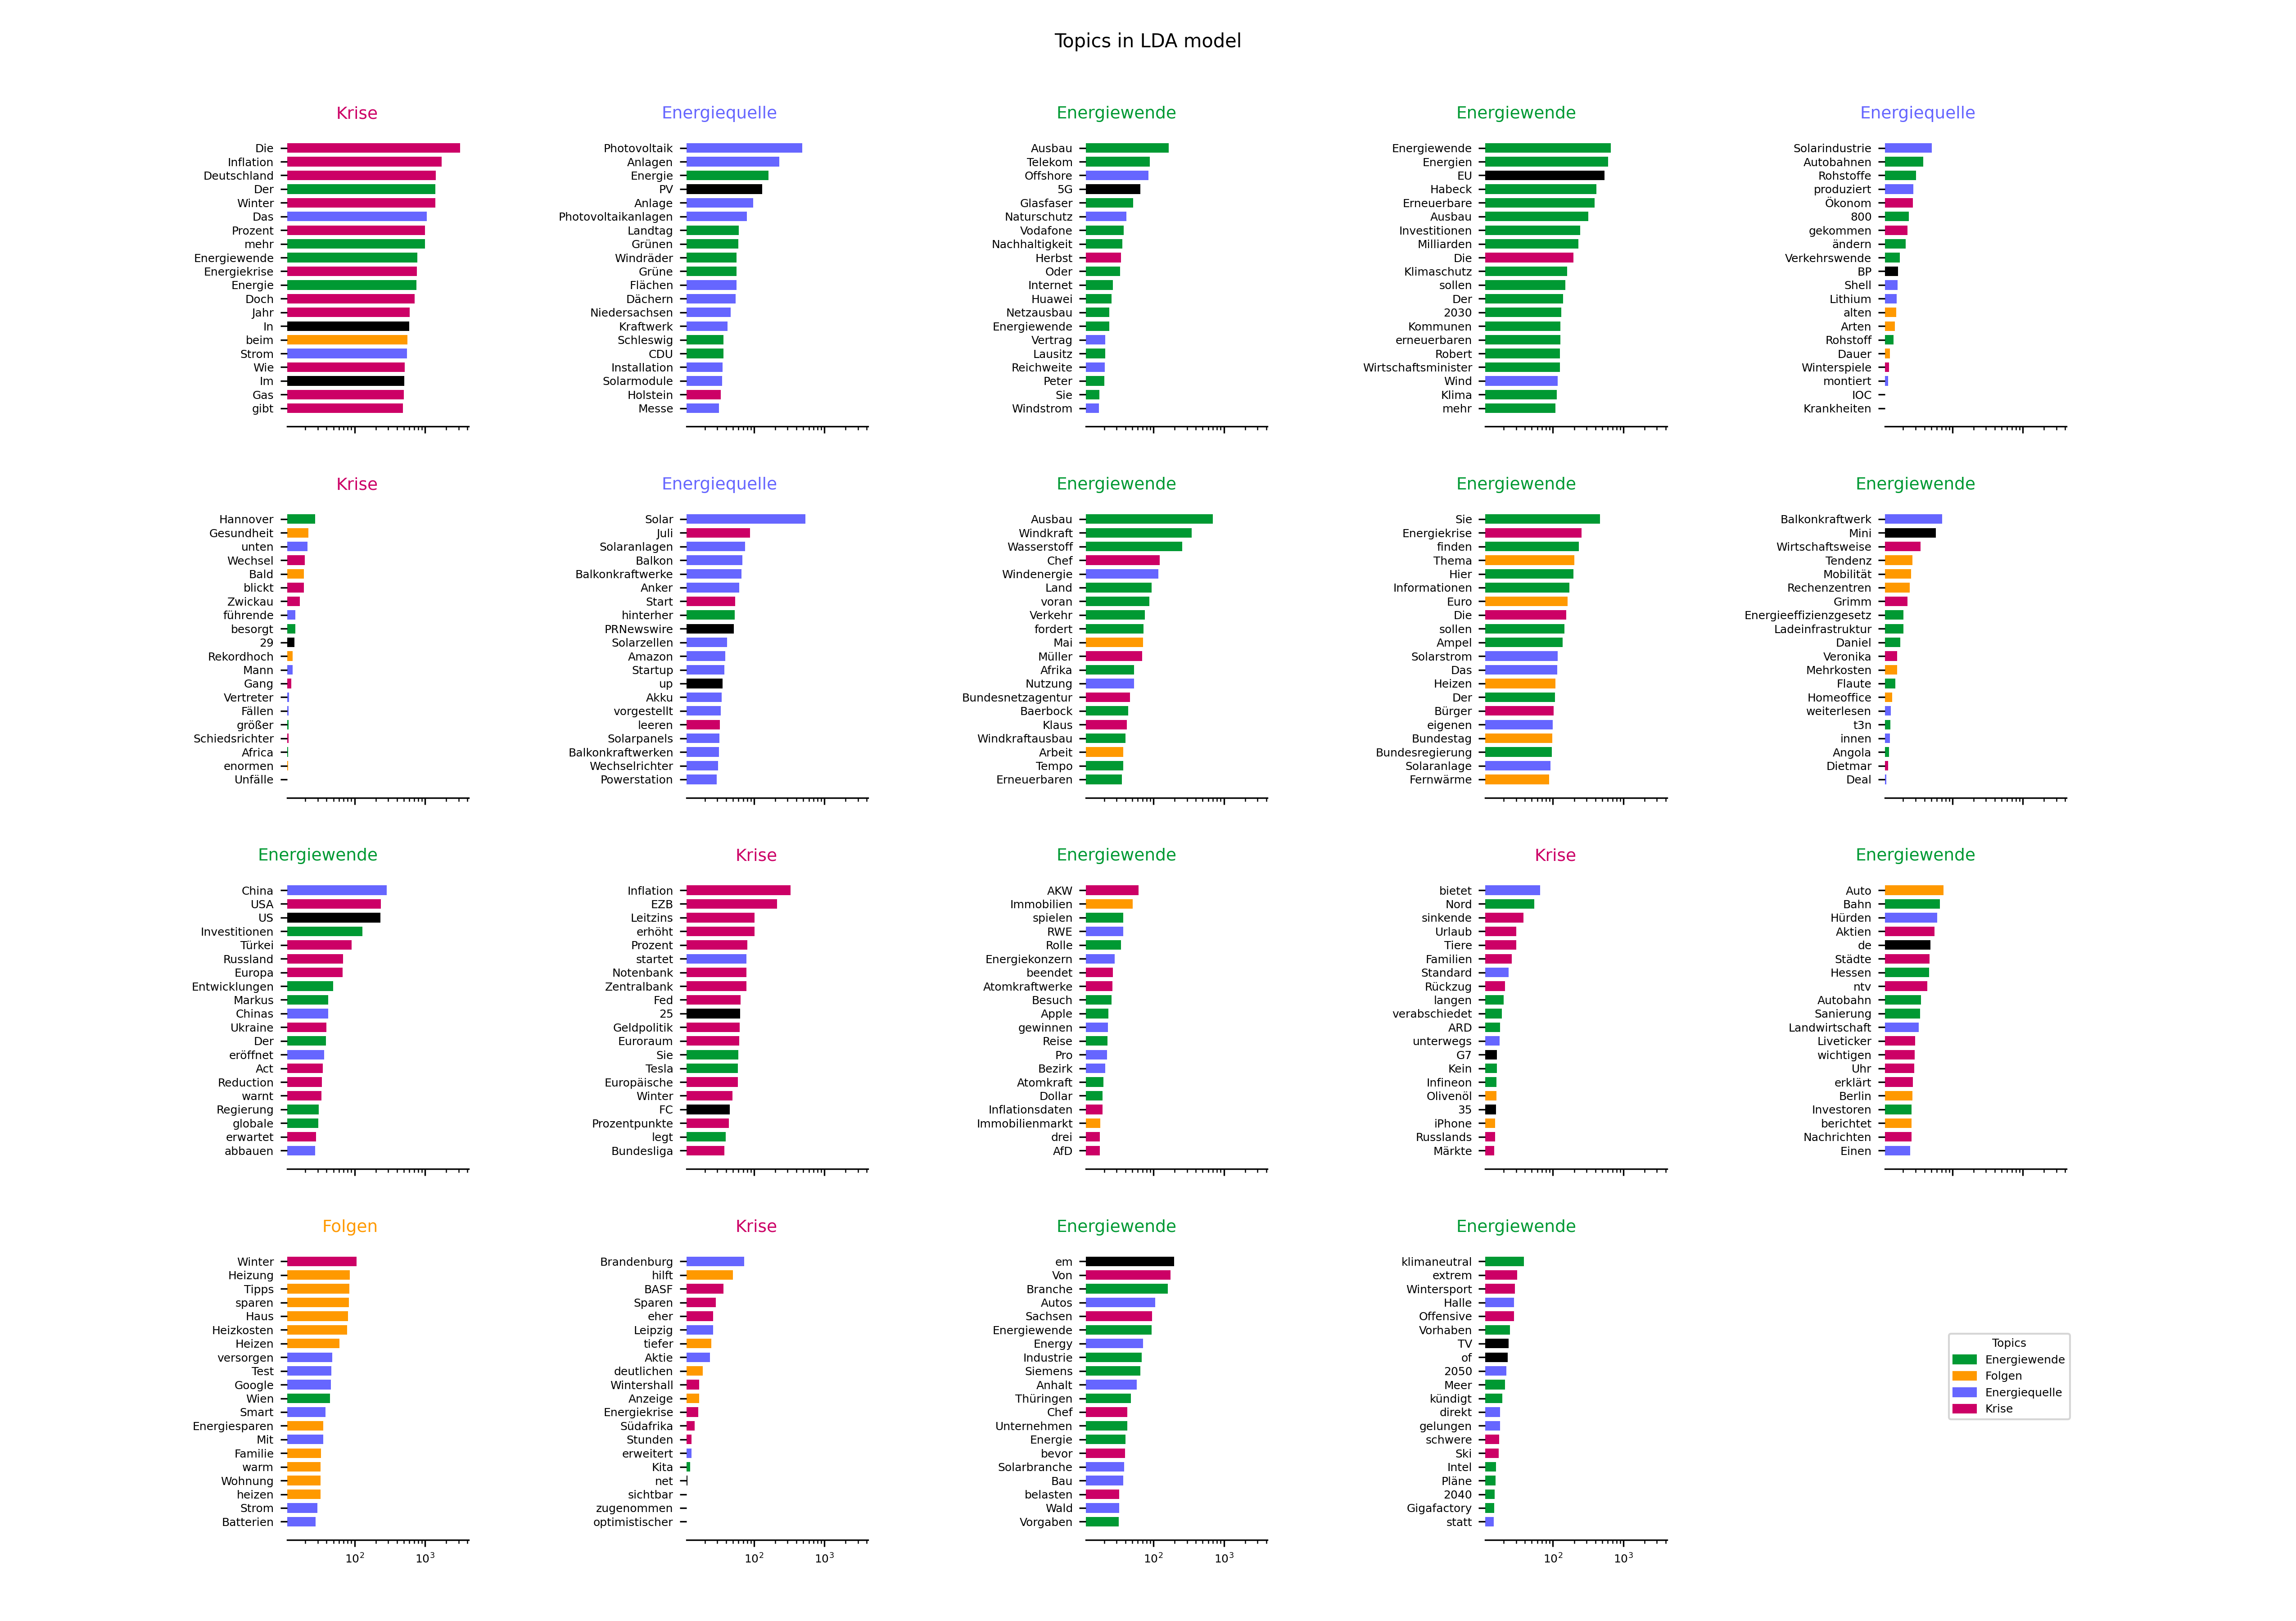 Topics in LDA model
Krise
Die
Inflation
Deutschland
Der
Winter
Das
Prozent
mehr
Energiewende
Energiekrise
Energie
Doch
Jahr
In
beim
Strom
Wie
Im
Gas
gibt
Energiequelle
Photovoltaik
Anlagen
Energie
PV
Anlage
Photovoltaikanlagen
Landtag
Grünen
Windräder
Grüne
Flächen
Dächern
Niedersachsen
Kraftwerk
Schleswig
CDU
Installation
Solarmodule
Holstein
Messe
Energiewende
Ausbau
Telekom
Offshore
5G
Glasfaser
Naturschutz
Vodafone
Nachhaltigkeit
Herbst
Oder
Internet
Huawei
Netzausbau
Energiewende
Vertrag
Lausitz
Reichweite
Peter
Sie
Windstrom
Energiewende
Energiewende
Energien
EU
Habeck
Erneuerbare
Ausbau
Investitionen
Milliarden
Die
Klimaschutz
sollen
Der
2030
Kommunen
erneuerbaren
Robert
Wirtschaftsminister
Wind
Klima
mehr
Energiequelle
Solarindustrie
Autobahnen
Rohstoffe
produziert
Ökonom
800
gekommen
ändern
Verkehrswende
BP
Shell
Lithium
alten
Arten
Rohstoff
Dauer
Winterspiele
montiert
IOC
Krankheiten
Krise
Hannover
Gesundheit
unten
Wechsel
Bald
blickt
Zwickau
führende
besorgt
29
Rekordhoch
Mann
Gang
Vertreter
Fällen
größer
Schiedsrichter
Africa
enormen
Unfälle
Energiequelle
Solar
Juli
Solaranlagen
Balkon
Balkonkraftwerke
Anker
Start
hinterher
PRNewswire
Solarzellen
Amazon
Startup
up
Akku
vorgestellt
leeren
Solarpanels
Balkonkraftwerken
Wechselrichter
Powerstation
Energiewende
Ausbau
Windkraft
Wasserstoff
Chef
Windenergie
Land
voran
Verkehr
fordert
Mai
Müller
Afrika
Nutzung
Bundesnetzagentur
Baerbock
Klaus
Windkraftausbau
Arbeit
Tempo
Erneuerbaren
Energiewende
Sie
Energiekrise
finden
Thema
Hier
Informationen
Euro
Die
sollen
Ampel
Solarstrom
Das
Heizen
Der
Bürger
eigenen
Bundestag
Bundesregierung
Solaranlage
Fernwärme
Energiewende
Balkonkraftwerk
Mini
Wirtschaftsweise
Tendenz
Mobilität
Rechenzentren
Grimm
Energieeffizienzgesetz
Ladeinfrastruktur
Daniel
Veronika
Mehrkosten
Flaute
Homeoffice
weiterlesen
t3n
innen
Angola
Dietmar
Deal
Energiewende
China
USA
US
Investitionen
Türkei
Russland
Europa
Entwicklungen
Markus
Chinas
Ukraine
Der
eröffnet
Act
Reduction
warnt
Regierung
globale
erwartet
abbauen
Krise
Inflation
EZB
Leitzins
erhöht
Prozent
startet
Notenbank
Zentralbank
Fed
25
Geldpolitik
Euroraum
Sie
Tesla
Europäische
Winter
FC
Prozentpunkte
legt
Bundesliga
Energiewende
AKW
Immobilien
spielen
RWE
Rolle
Energiekonzern
beendet
Atomkraftwerke
Besuch
Apple
gewinnen
Reise
Pro
Bezirk
Atomkraft
Dollar
Inflationsdaten
Immobilienmarkt
drei
AfD
Krise
bietet
Nord
sinkende
Urlaub
Tiere
Familien
Standard
Rückzug
langen
verabschiedet
ARD
unterwegs
G7
Kein
Infineon
Olivenöl
35
iPhone
Russlands
Märkte
Energiewende
Auto
Bahn
Hürden
Aktien
de
Städte
Hessen
ntv
Autobahn
Sanierung
Landwirtschaft
Liveticker
wichtigen
Uhr
erklärt
Berlin
Investoren
berichtet
Nachrichten
Einen
Folgen
Winter
Heizung
Tipps
sparen
Haus
Heizkosten
Heizen
versorgen
Test
Google
Wien
Smart
Energiesparen
Mit
Familie
warm
Wohnung
heizen
Strom
Batterien
10² 10³
Krise
Brandenburg
hilft
BASF
Sparen
eher
Leipzig
tiefer
Aktie
deutlichen
Wintershall
Anzeige
Energiekrise
Südafrika
Stunden
erweitert
Kita
net
sichtbar
zugenommen
optimistischer
10² 10³
Energiewende
em
Von
Branche
Autos
Sachsen
Energiewende
Energy
Industrie
Siemens
Anhalt
Thüringen
Chef
Unternehmen
Energie
bevor
Solarbranche
Bau
belasten
Wald
Vorgaben
10² 10³
Energiewende
klimaneutral
extrem
Wintersport
Halle
Offensive
Vorhaben
TV
of
2050
Meer
kündigt
direkt
gelungen
schwere
Ski
Intel
Pläne
2040
Gigafactory
statt
10² 10³
Topics
Energiewende
Folgen
Energiequelle
Krise